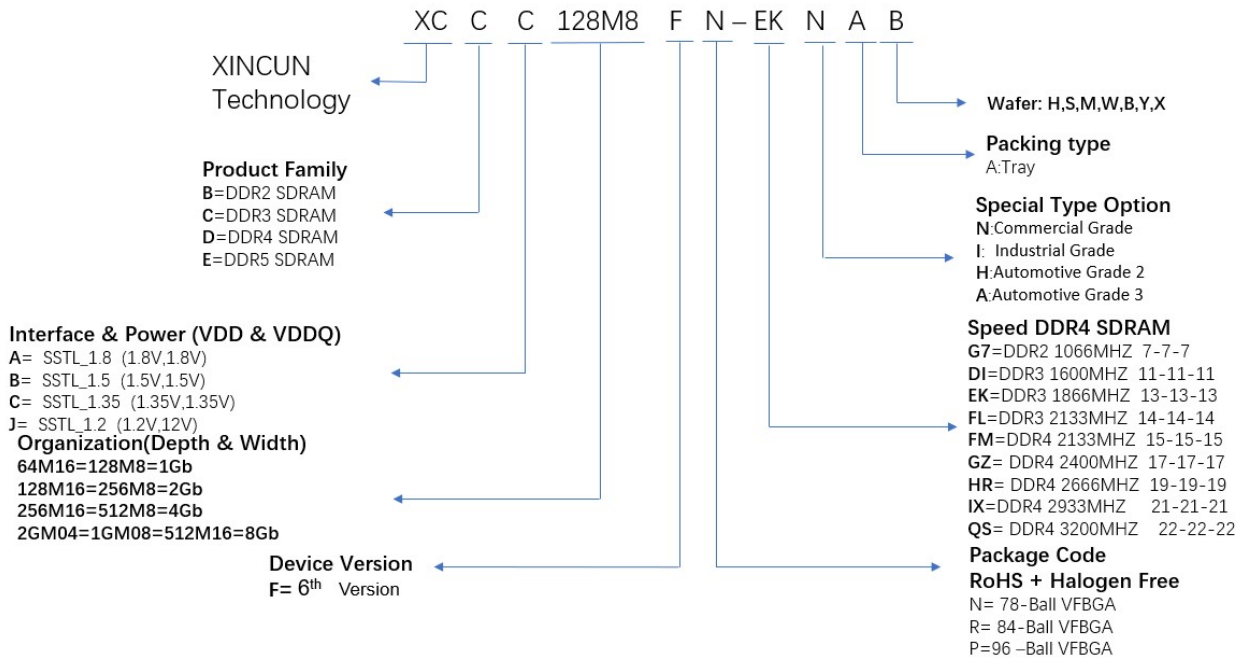 XC C C 128M8 F N – EK N A B
XINCUN
Technology
Product Family
B=DDR2 SDRAM
C=DDR3 SDRAM
D=DDR4 SDRAM
E=DDR5 SDRAM
Interface & Power (VDD & VDDQ)
A= SSTL_1.8 (1.8V,1.8V)
B= SSTL_1.5 (1.5V,1.5V)
C= SSTL_1.35 (1.35V,1.35V)
J= SSTL_1.2 (1.2V,12V)
Organization(Depth & Width)
64M16=128M8=1Gb
128M16=256M8=2Gb
256M16=512M8=4Gb
2GM04=1GM08=512M16=8Gb
Device Version
F= 6th Version
Wafer: H,S,M,W,B,Y,X
Packing type
A:Tray
Special Type Option
N:Commercial Grade
I: Industrial Grade
H:Automotive Grade 2
A:Automotive Grade 3
Speed DDR4 SDRAM
G7=DDR2 1066MHZ 7-7-7
DI=DDR3 1600MHZ 11-11-11
EK=DDR3 1866MHZ 13-13-13
FL=DDR3 2133MHZ 14-14-14
FM=DDR4 2133MHZ 15-15-15
GZ= DDR4 2400MHZ 17-17-17
HR= DDR4 2666MHZ 19-19-19
IX=DDR4 2933MHZ 21-21-21
QS= DDR4 3200MHZ 22-22-22
Package Code
RoHS + Halogen Free
N= 78-Ball VFBGA
R= 84-Ball VFBGA
P=96 –Ball VFBGA